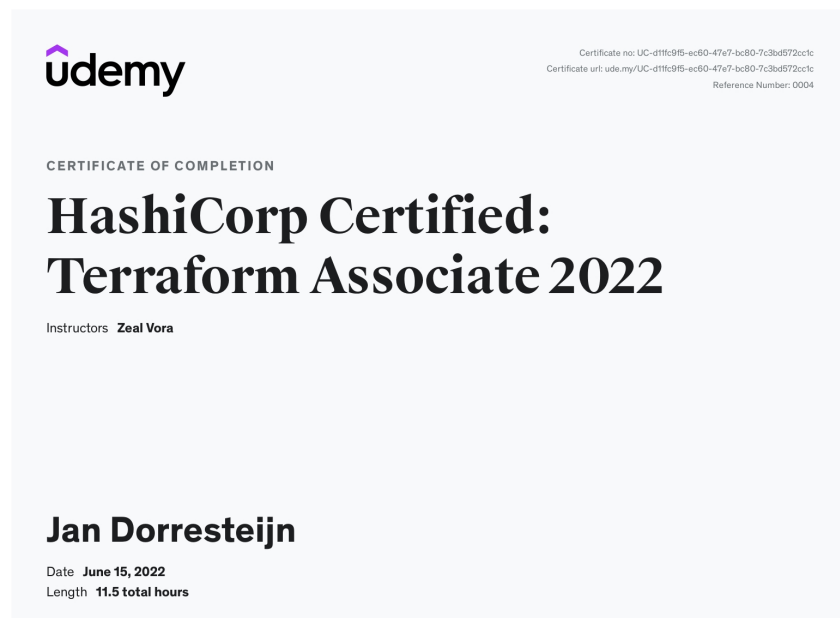 udemy
Certificate no: UC-d11fc9f5-ec60-47e7-bc80-7c3bd572cc1c
Certificate url: ude.my/UC-d11fc9f5-ec60-47e7-bc80-7c3bd572cc1c
Reference Number: 0004
CERTIFICATE OF COMPLETION
HashiCorp Certified:
Terraform Associate 2022
Instructors Zeal Vora
Jan Dorresteijn
Date June 15, 2022
Length 11.5 total hours